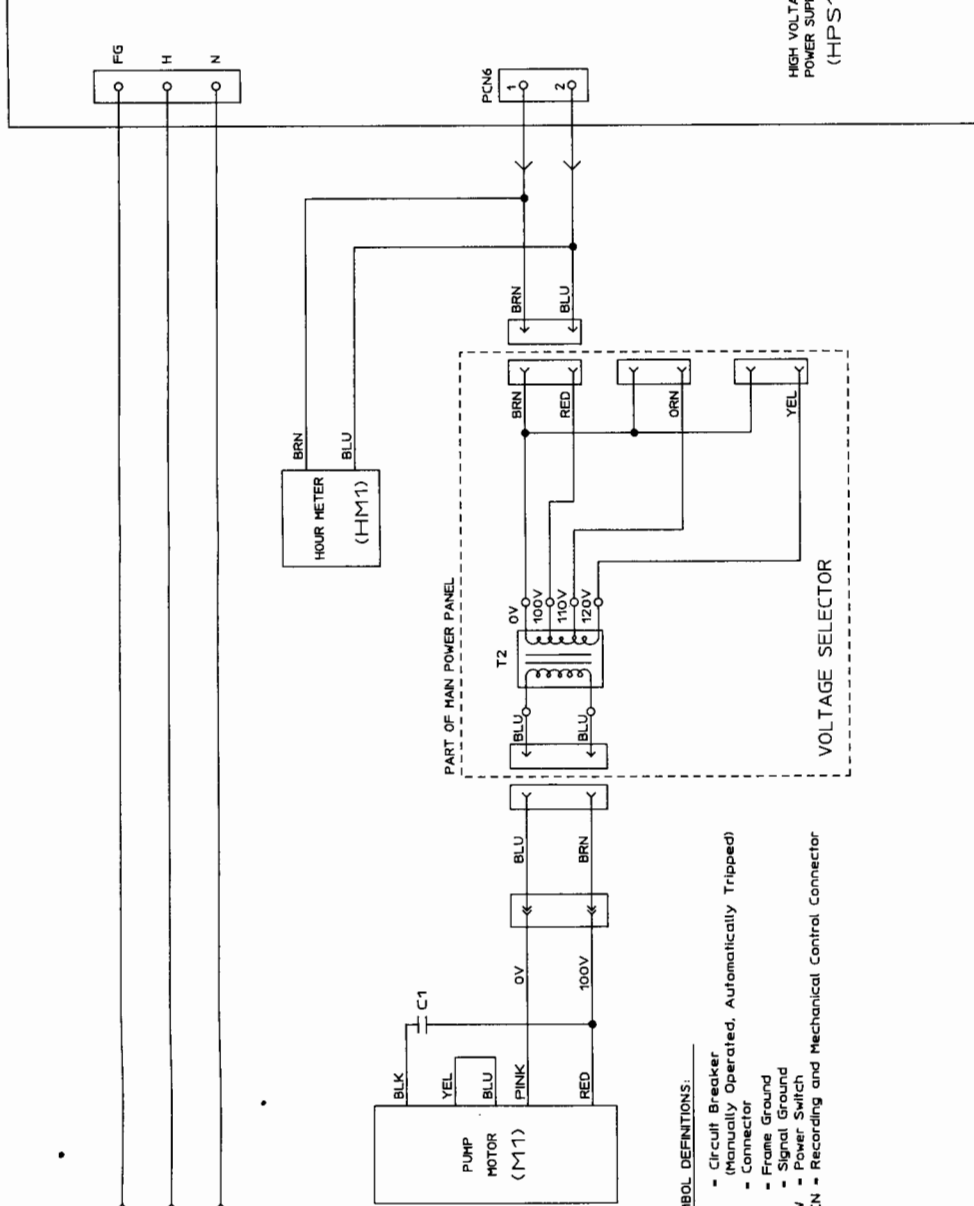 FG
H
N
PCN6
1
2
HIGH VOLTA
POWER SUP
(HPS
BRN
BLU
HOUR METER
(HM1)
BRN
BLU
PART OF MAIN POWER PANEL
BRN
RED
ORN
YEL
0V
100V
110V
120V
T2
BLU
BLU
VOLTAGE SELECTOR
BLU
BRN
0V
100V
C1
BLK
YEL
BLU
PINK
RED
PUMP
MOTOR
(M1)
BOL DEFINITIONS:
- Circuit Breaker
(Manually Operated, Automatically Tripped)
- Connector
- Frame Ground
- Signal Ground
- Power Switch
EN - Recording and Mechanical Control Connector